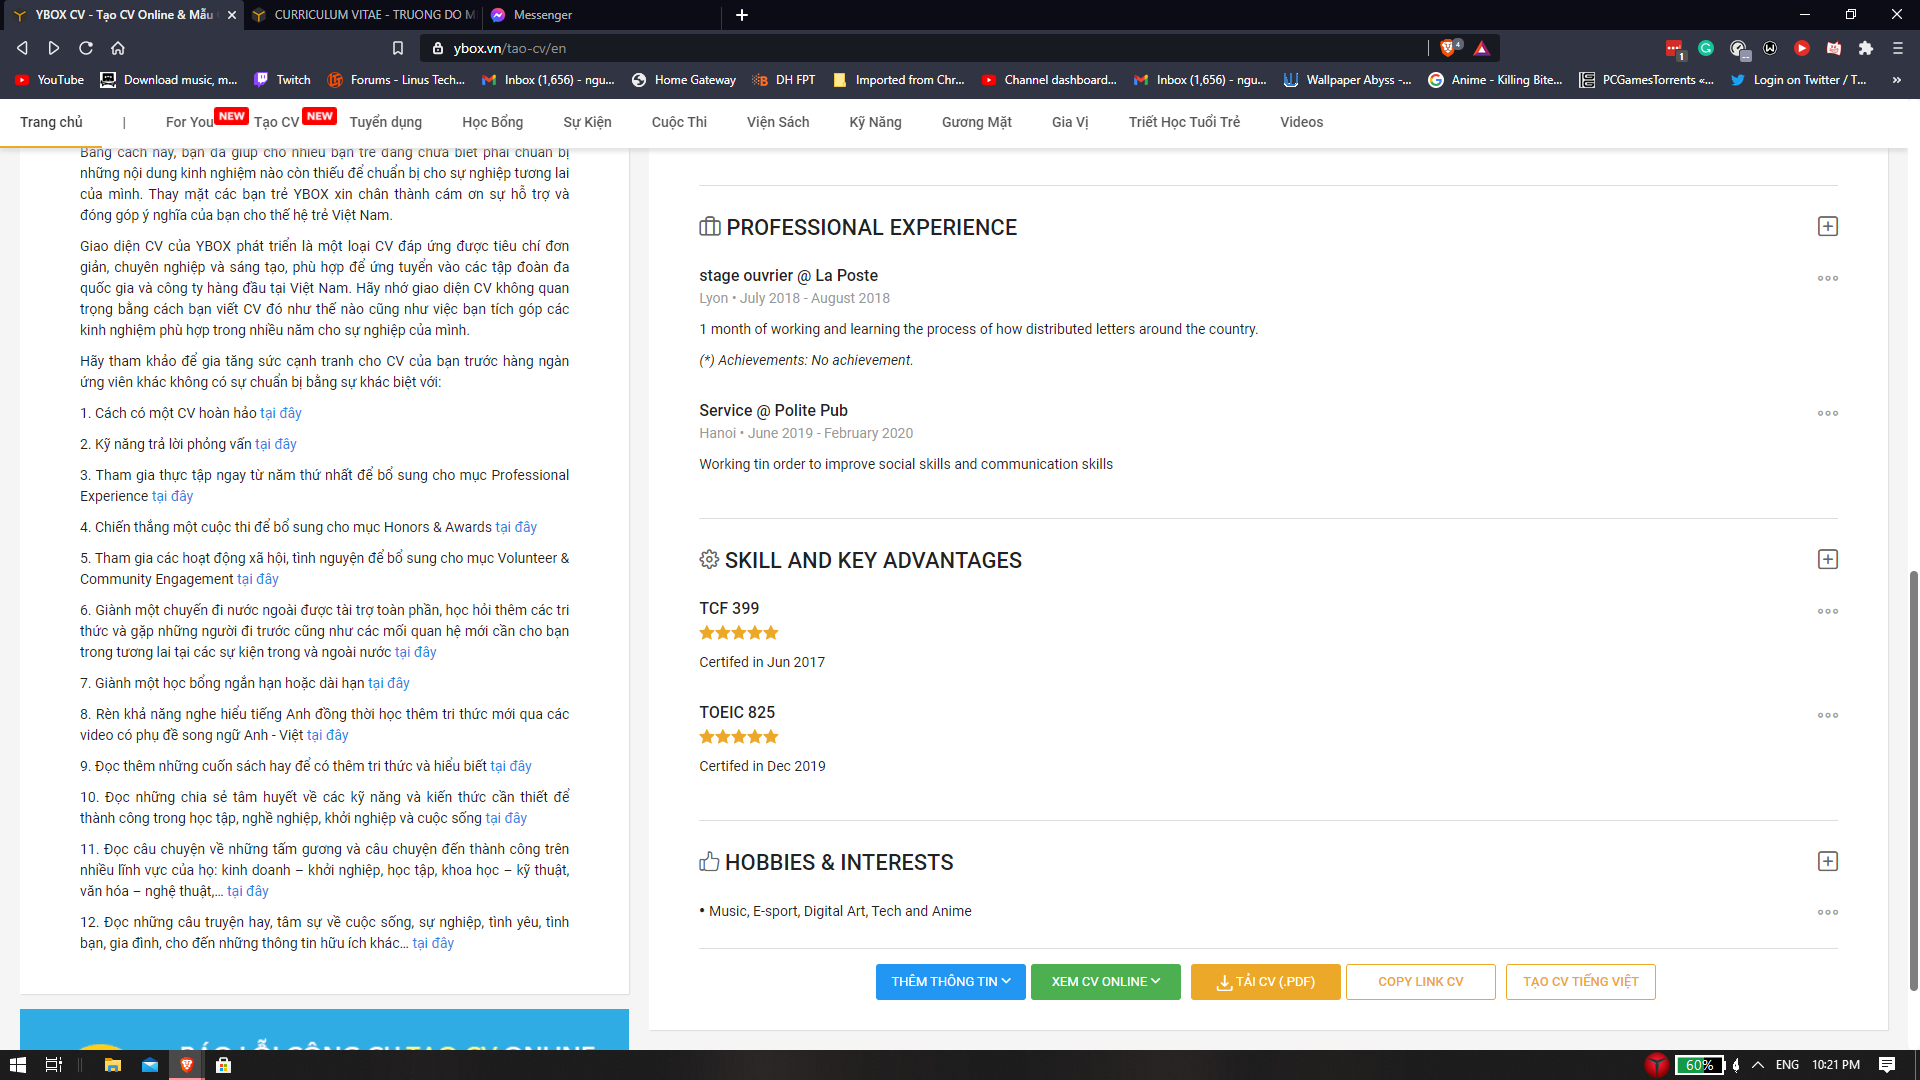 YBOX CV - Tạo CV Online & Mẫu
CURRICULUM VITAE - TRUONG DO M
Messenger
ybox.vn/tao-cv/en
4
1
YouTube
Download music, m...
Twitch
Forums - Linus Tech...
Inbox (1,656) - ngu...
Home Gateway
DH FPT
Imported from Chr...
Channel dashboard...
Inbox (1,656) - ngu...
Wallpaper Abyss -...
Anime - Killing Bite...
PCGamesTorrents «...
Login on Twitter / T...
»
Trang chủ | For You NEW Tạo CV NEW Tuyển dụng Học Bổng Sự Kiện Cuộc Thi Viện Sách Kỹ Năng Gương Mặt Gia Vị Triết Học Tuổi Trẻ Videos
Bằng cách này, bạn đã giúp cho nhiều bạn trẻ đang chưa biết phải chuẩn bị
những nội dung kinh nghiệm nào còn thiếu để chuẩn bị cho sự nghiệp tương lai
của mình. Thay mặt các bạn trẻ YBOX xin chân thành cám ơn sự hỗ trợ và
đóng góp ý nghĩa của bạn cho thế hệ trẻ Việt Nam.
Giao diện CV của YBOX phát triển là một loại CV đáp ứng được tiêu chí đơn
giản, chuyên nghiệp và sáng tạo, phù hợp để ứng tuyển vào các tập đoàn đa
quốc gia và công ty hàng đầu tại Việt Nam. Hãy nhớ giao diện CV không quan
trọng bằng cách bạn viết CV đó như thế nào cũng như việc bạn tích góp các
kinh nghiệm phù hợp trong nhiều năm cho sự nghiệp của mình.
Hãy tham khảo để gia tăng sức cạnh tranh cho CV của bạn trước hàng ngàn
ứng viên khác không có sự chuẩn bị bằng sự khác biệt với:
1. Cách có một CV hoàn hảo tại đây
2. Kỹ năng trả lời phỏng vấn tại đây
3. Tham gia thực tập ngay từ năm thứ nhất để bổ sung cho mục Professional
Experience tại đây
4. Chiến thắng một cuộc thi để bổ sung cho mục Honors & Awards tại đây
5. Tham gia các hoạt động xã hội, tình nguyện để bổ sung cho mục Volunteer &
Community Engagement tại đây
6. Giành một chuyến đi nước ngoài được tài trợ toàn phần, học hỏi thêm các tri
thức và gặp những người đi trước cũng như các mối quan hệ mới cần cho bạn
trong tương lai tại các sự kiện trong và ngoài nước tại đây
7. Giành một học bổng ngắn hạn hoặc dài hạn tại đây
8. Rèn khả năng nghe hiểu tiếng Anh đồng thời học thêm tri thức mới qua các
video có phụ đề song ngữ Anh - Việt tại đây
9. Đọc thêm những cuốn sách hay để có thêm tri thức và hiểu biết tại đây
10. Đọc những chia sẻ tâm huyết về các kỹ năng và kiến thức cần thiết để
thành công trong học tập, nghề nghiệp, khởi nghiệp và cuộc sống tại đây
11. Đọc câu chuyện về những tấm gương và câu chuyện đến thành công trên
nhiều lĩnh vực của họ: kinh doanh – khởi nghiệp, học tập, khoa học – kỹ thuật,
văn hóa – nghệ thuật,... tại đây
12. Đọc những câu truyện hay, tâm sự về cuộc sống, sự nghiệp, tình yêu, tình
bạn, gia đình, cho đến những thông tin hữu ích khác... tại đây
BÁO LỖI CÔNG CỤ TẠO CV ONLINE
PROFESSIONAL EXPERIENCE
stage ouvrier @ La Poste
Lyon • July 2018 - August 2018
1 month of working and learning the process of how distributed letters around the country.
(*) Achievements: No achievement.
Service @ Polite Pub
Hanoi • June 2019 - February 2020
Working tin order to improve social skills and communication skills
SKILL AND KEY ADVANTAGES
TCF 399
Certifed in Jun 2017
TOEIC 825
Certifed in Dec 2019
HOBBIES & INTERESTS
• Music, E-sport, Digital Art, Tech and Anime
THÊM THÔNG TIN
XEM CV ONLINE
TẢI CV (.PDF)
COPY LINK CV
TẠO CV TIẾNG VIỆT
60%
ENG
10:21 PM